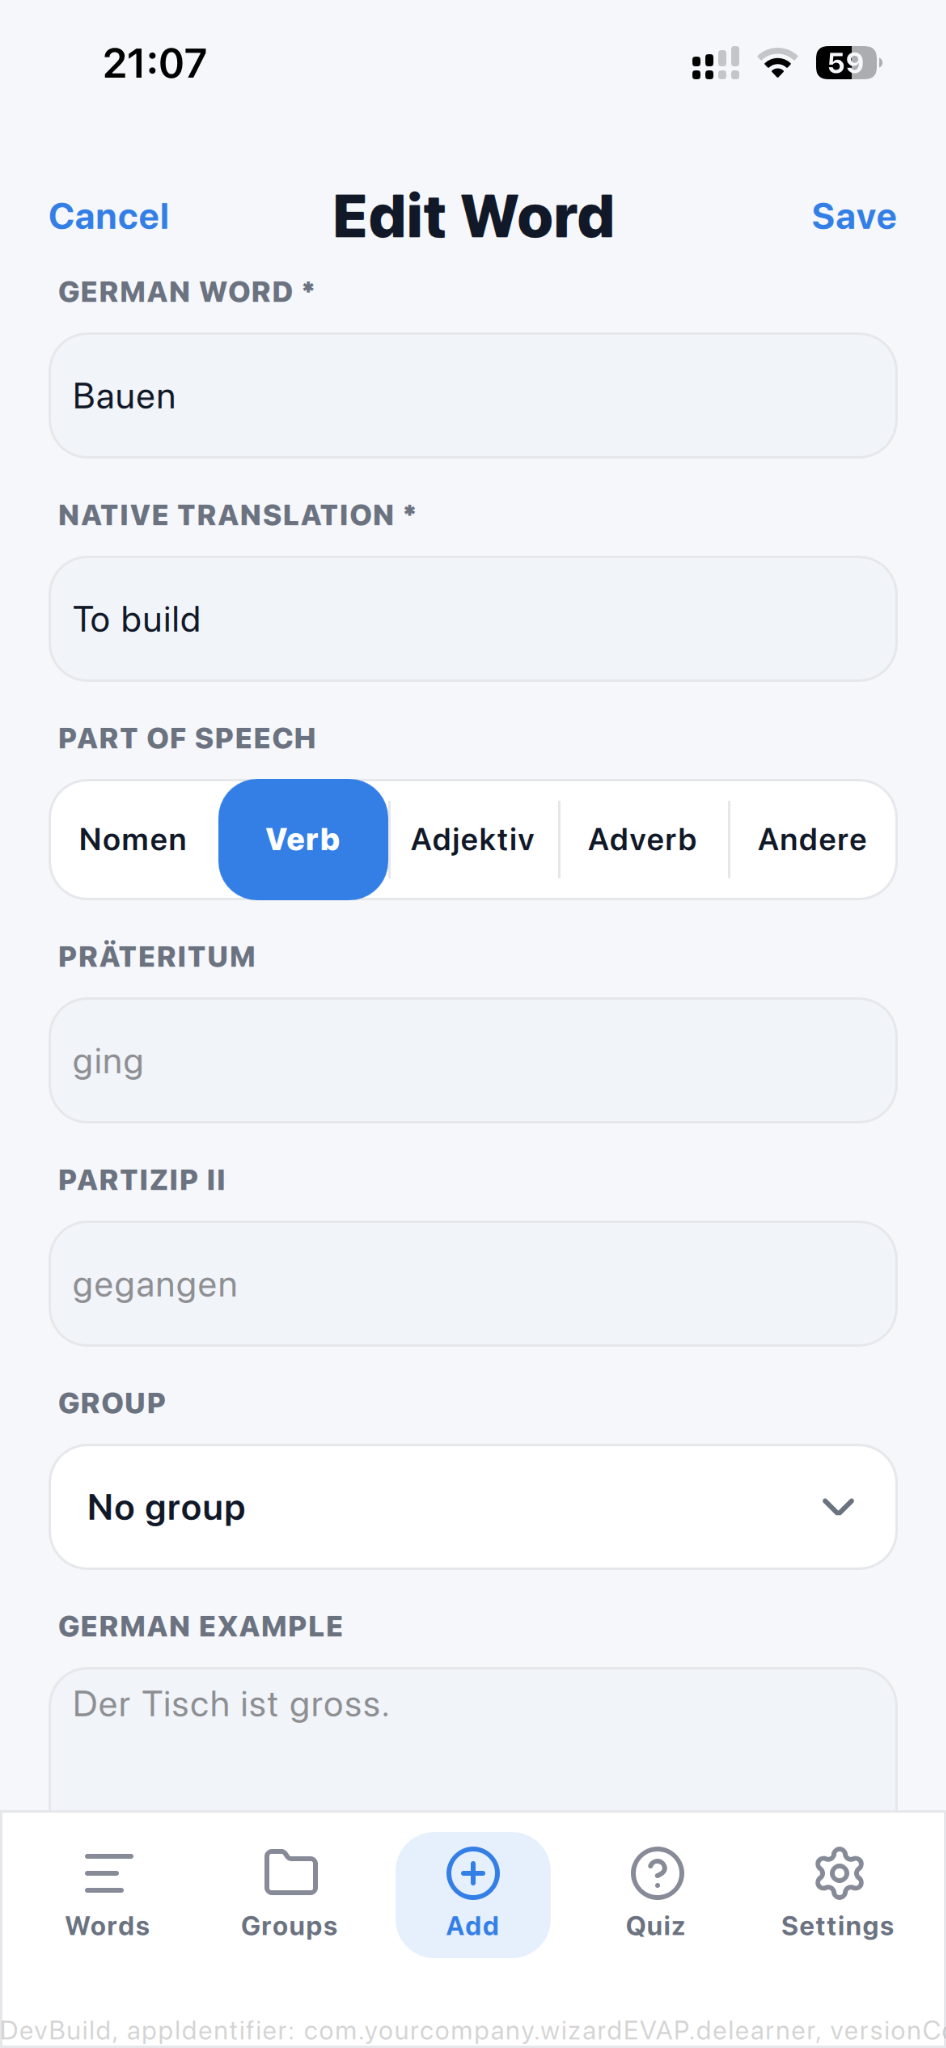 21:07
59
Cancel Edit Word Save
GERMAN WORD *
Bauen
NATIVE TRANSLATION *
To build
PART OF SPEECH
Nomen Verb Adjektiv Adverb Andere
PRÄTERITUM
ging
PARTIZIP II
gegangen
GROUP
No group
GERMAN EXAMPLE
Der Tisch ist gross.
Words Groups Add Quiz Settings
DevBuild, appIdentifier: com.yourcompany.wizardEVAP.delearner,